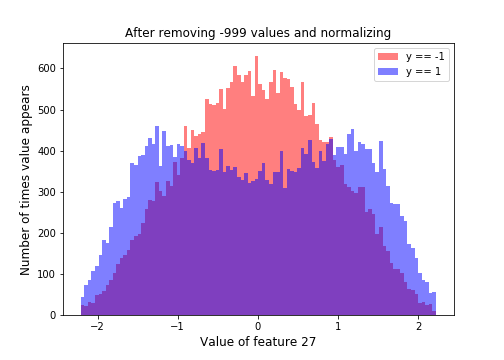 After removing -999 values and normalizing
y == -1
y == 1
600
500
400
300
200
100
0
Number of times value appears
−2
−1
0
1
2
Value of feature 27